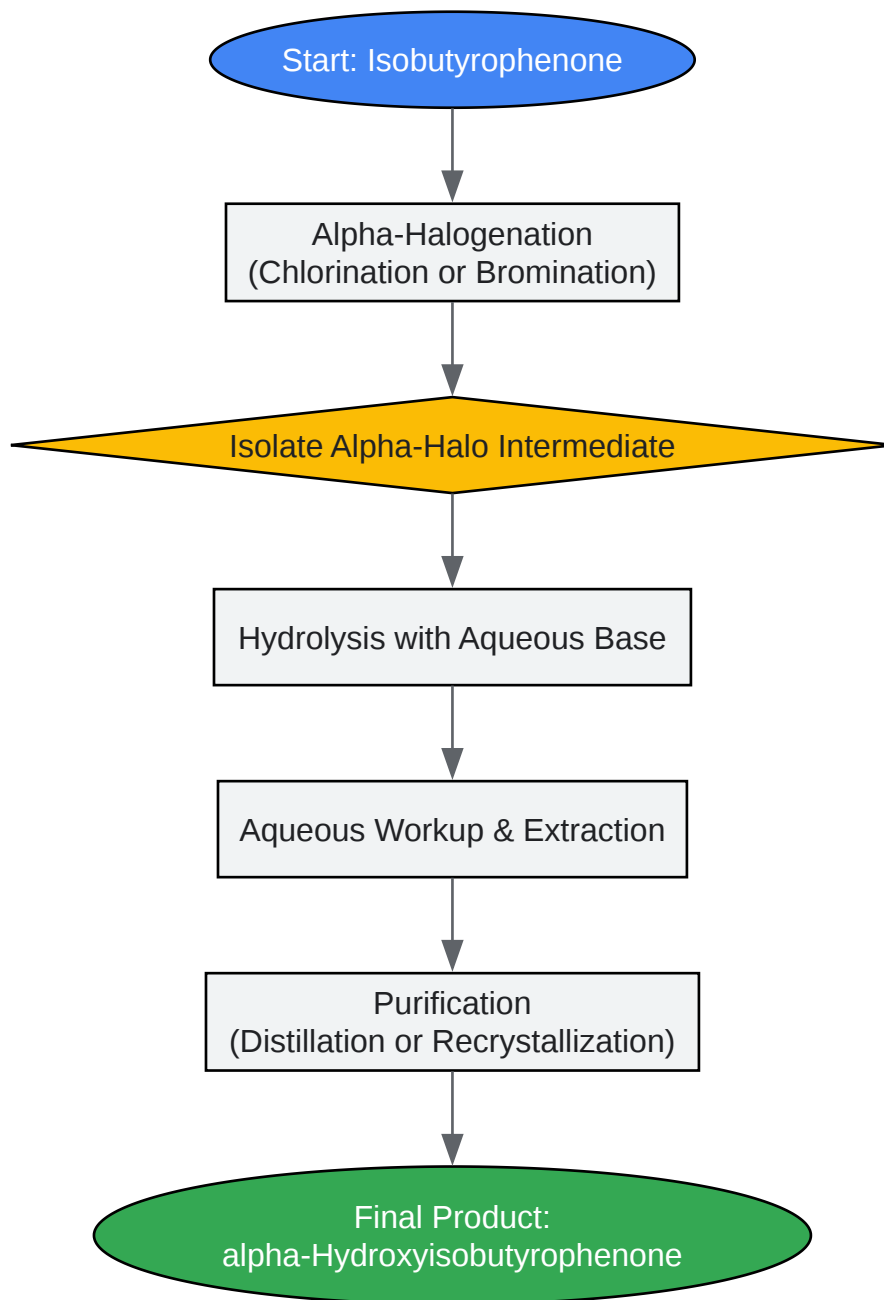 Start: Isobutyrophenone
Alpha-Halogenation
(Chlorination or Bromination)
Isolate Alpha-Halo Intermediate
Hydrolysis with Aqueous Base
Aqueous Workup & Extraction
Purification
(Distillation or Recrystallization)
Final Product:
alpha-Hydroxyisobutyrophenone